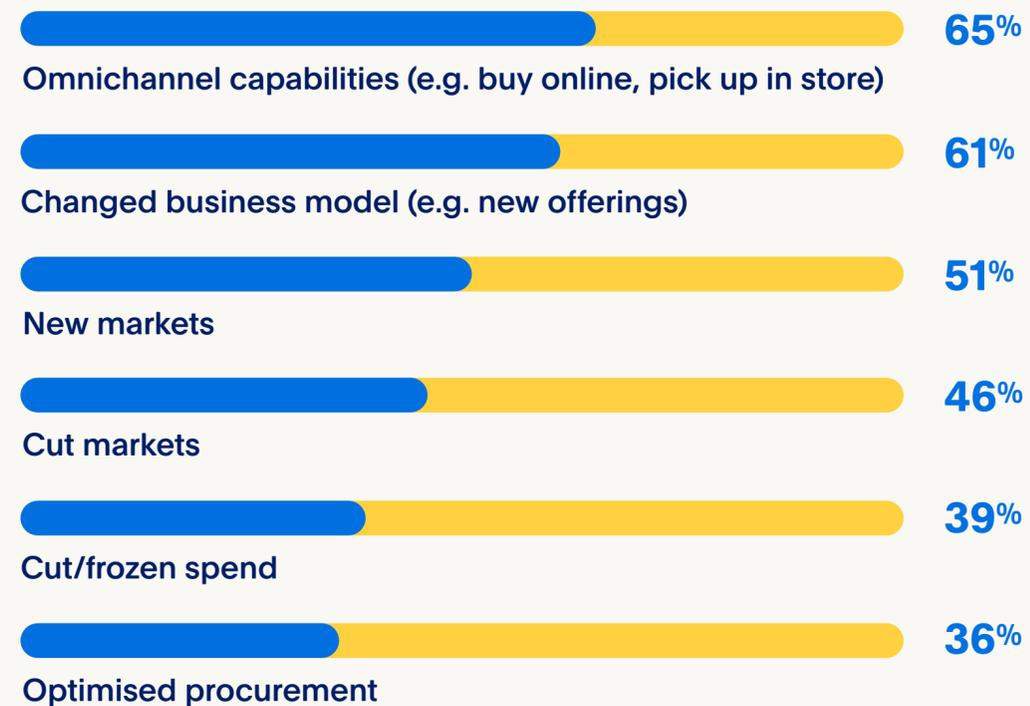 65%
Omnichannel capabilities (e.g. buy online, pick up in store)
61%
Changed business model (e.g. new offerings)
51%
New markets
46%
Cut markets
39%
Cut/frozen spend
36%
Optimised procurement